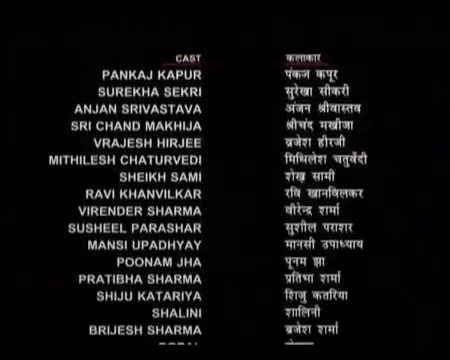 CAST कलाकार
PANKAJ KAPUR पंकज कपूर
SUREKHA SEKRI सुरेखा सीकरी
ANJAN SRIVASTAVA अंजन श्रीवास्तव
SRI CHAND MAKHIJA श्रीचंद मखीजा
VRAJESH HIRJEE ब्रजेश हीरजी
MITHILESH CHATURVEDI मिथिलेश चतुर्वेदी
SHEIKH SAMI शेख़ सामी
RAVI KHANVILKAR रवि खानविलकर
VIRENDER SHARMA वीरेन्द्र शर्मा
SUSHEEL PARASHAR सुशील पराशर
MANSI UPADHYAY मानसी उपाध्याय
POONAM JHA पूनम झा
PRATIBHA SHARMA प्रतिभा शर्मा
SHIJU KATARIYA शिजु कतरिया
SHALINI शालिनी
BRIJESH SHARMA ब्रजेश शर्मा